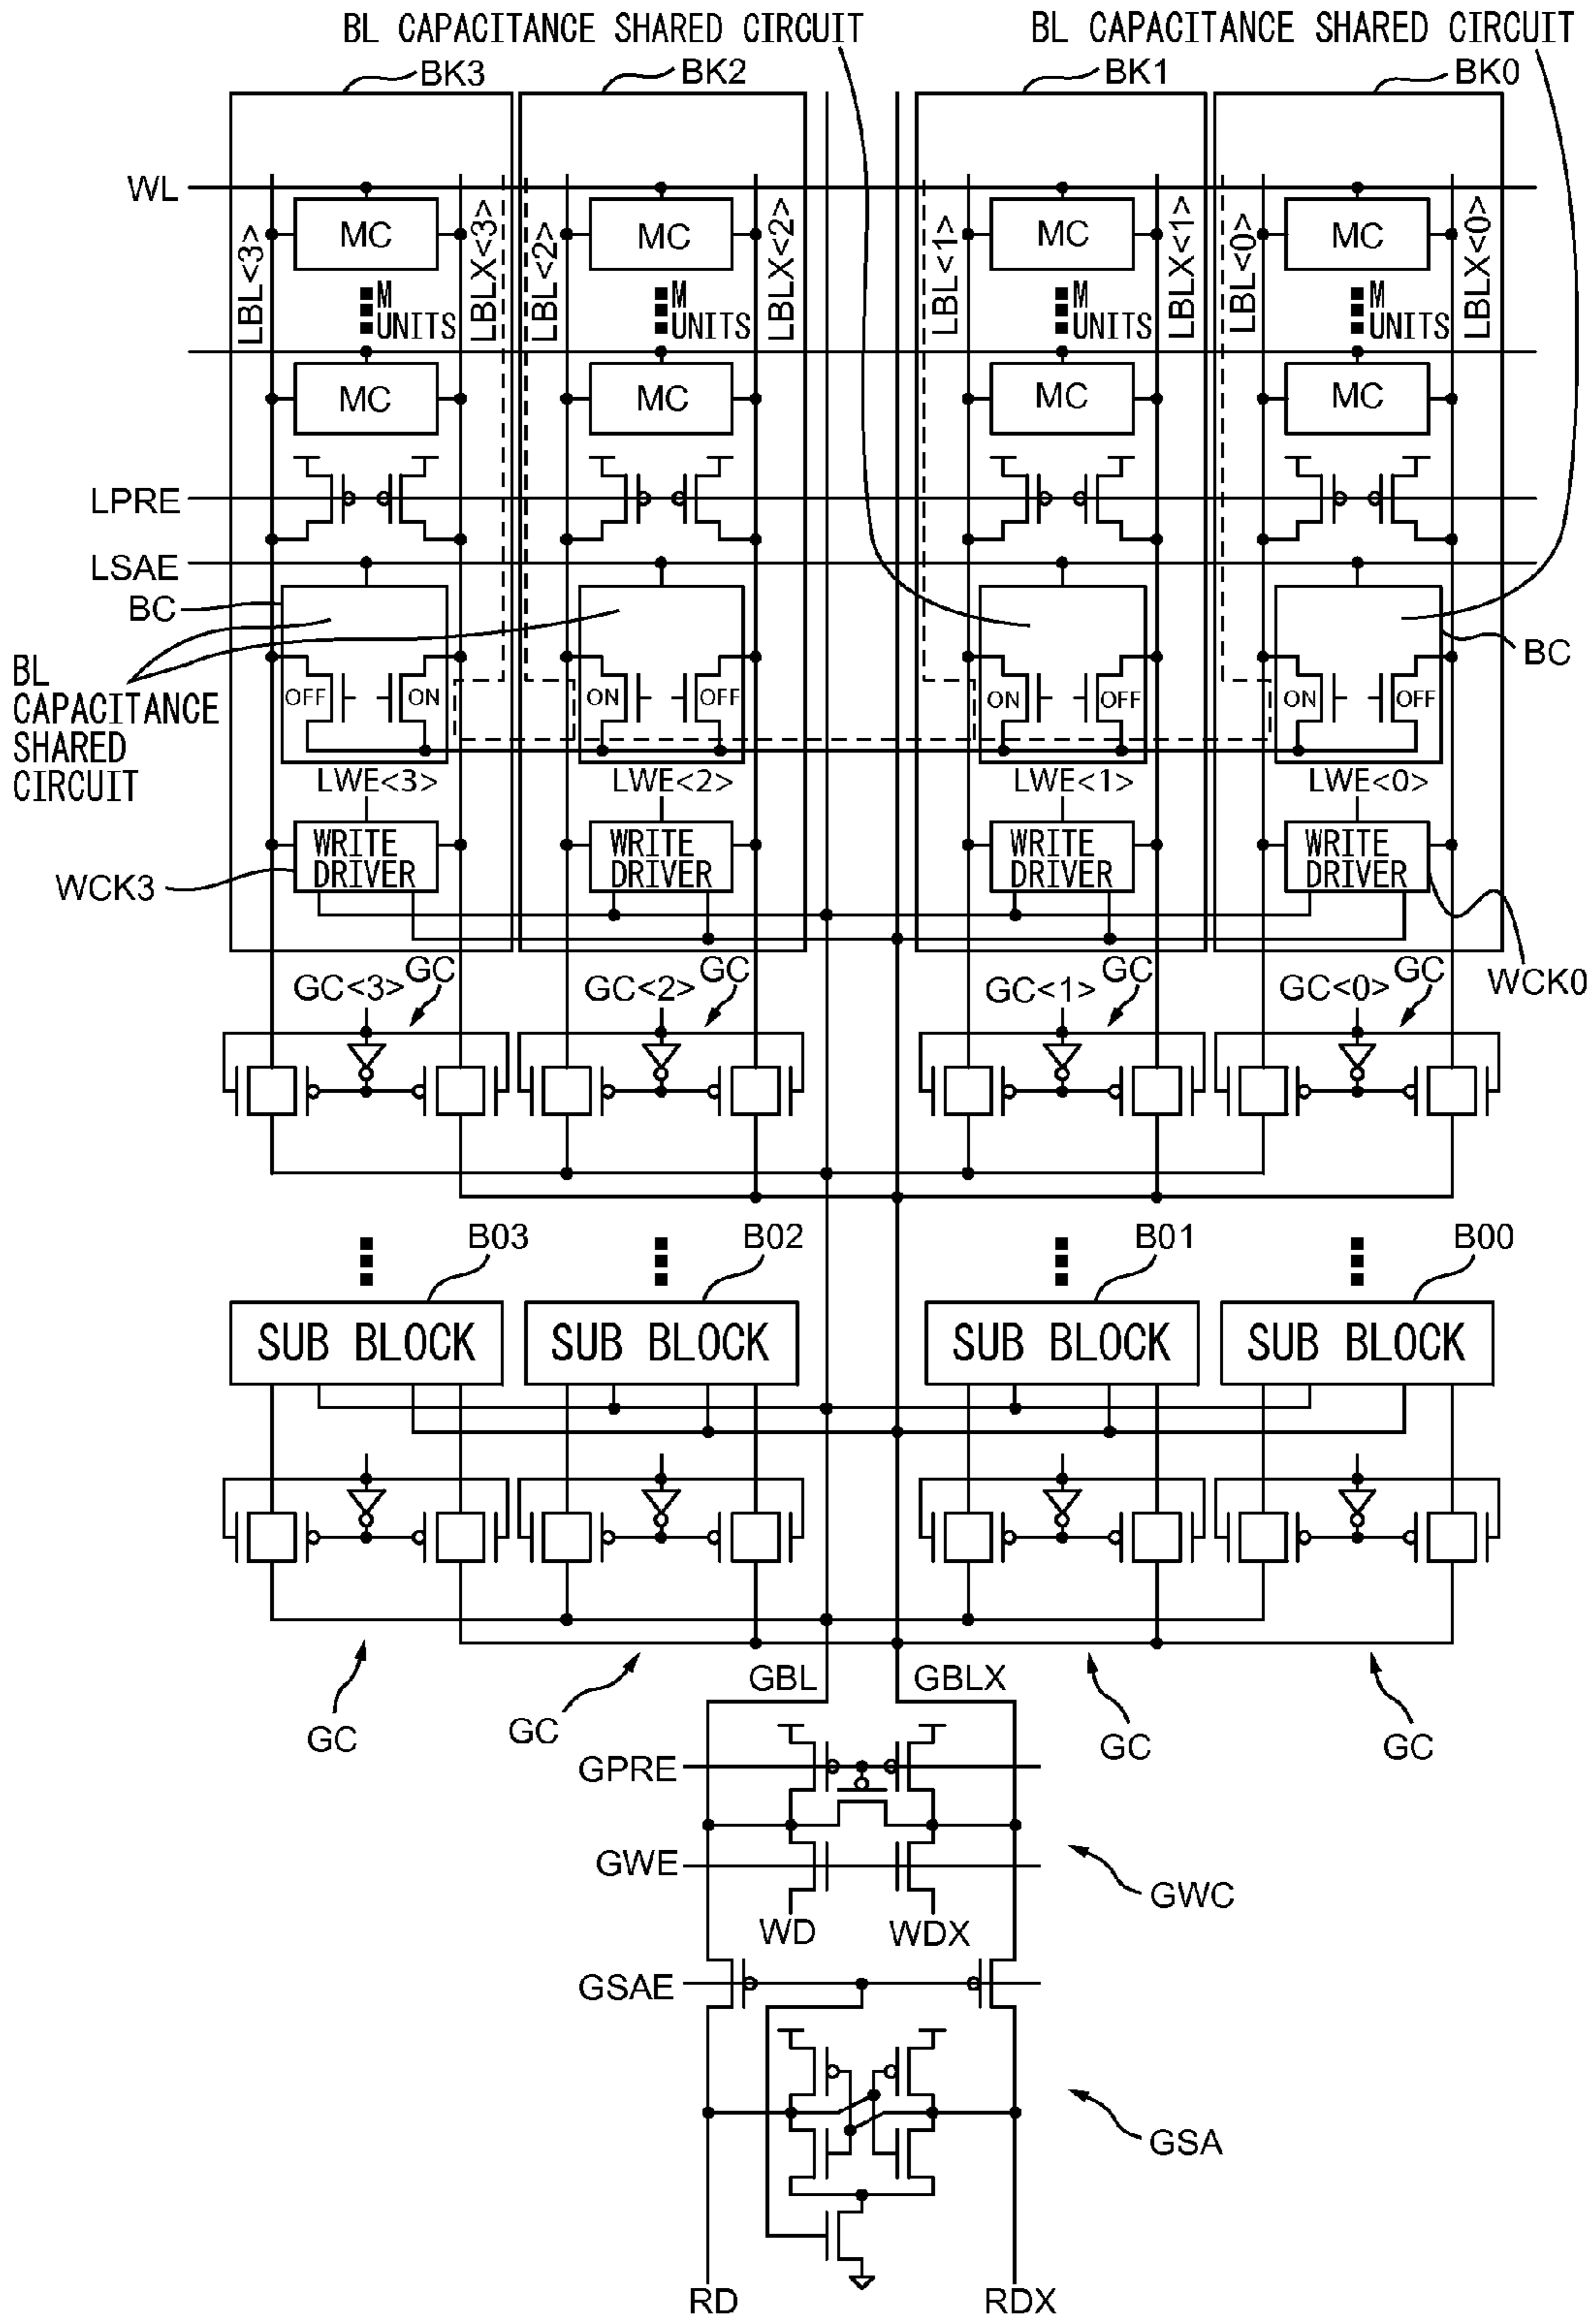 BL CAPACITANCE SHARED CIRCUIT
BL CAPACITANCE SHARED CIRCUIT
BK3
BK2
BK1
BK0
WL
LBL<3>
MC
LBLX<3>
LBL<2>
MC
LBLX<2>
LBL<1>
MC
LBLX<1>
LBL<0>
MC
LBLX<0>
M
UNITS
M
UNITS
M
UNITS
M
UNITS
MC
MC
MC
MC
LPRE
LSAE
BC
BC
BL
CAPACITANCE
SHARED
CIRCUIT
OFF
ON
ON
OFF
ON
OFF
ON
OFF
LWE<3>
LWE<2>
LWE<1>
LWE<0>
WRITE
DRIVER
WRITE
DRIVER
WRITE
DRIVER
WRITE
DRIVER
WCK3
WCK0
GC<3>
GC
GC<2>
GC
GC<1>
GC
GC<0>
GC
B03
B02
B01
B00
SUB BLOCK
SUB BLOCK
SUB BLOCK
SUB BLOCK
GBL
GBLX
GC
GC
GC
GC
GPRE
GWE
GWC
WD
WDX
GSAE
GSA
RD
RDX